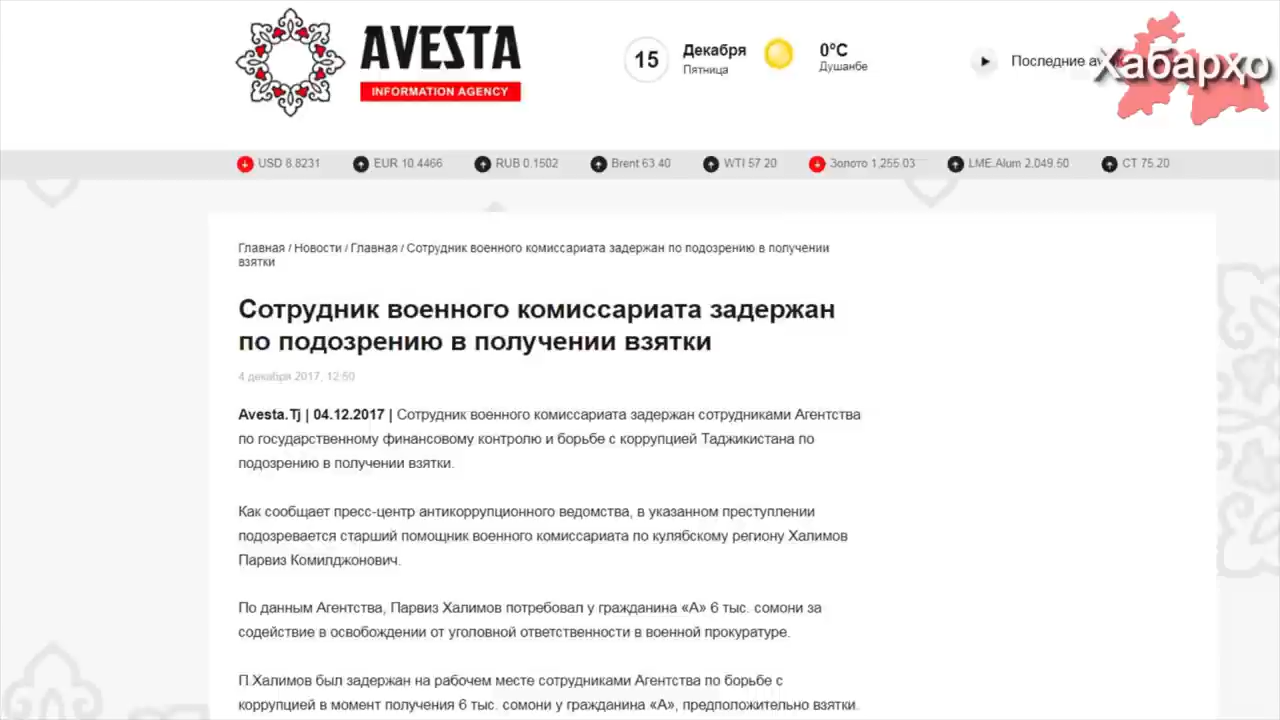 AVESTA
INFORMATION AGENCY
15
Декабря
Пятница
0°C
Душанбе
Последние
Хабарҳо
USD 8.8231 EUR 10.4466 RUB 0.1502 Brent 63.40 WTI 57.20 Золото 1,255.03 LME.Alum 2,049.50 CT 75.20
Главная / Новости / Главная / Сотрудник военного комиссариата задержан по подозрению в получении
взятки
Сотрудник военного комиссариата задержан
по подозрению в получении взятки
4 декабря 2017, 12:50
Avesta.Tj | 04.12.2017 | Сотрудник военного комиссариата задержан сотрудниками Агентства
по государственному финансовому контролю и борьбе с коррупцией Таджикистана по
подозрению в получении взятки.
Как сообщает пресс-центр антикоррупционного ведомства, в указанном преступлении
подозревается старший помощник военного комиссариата по кулябскому региону Халимов
Парвиз Комилджонович.
По данным Агентства, Парвиз Халимов потребовал у гражданина «А» 6 тыс. сомони за
содействие в освобождении от уголовной ответственности в военной прокуратуре.
П.Халимов был задержан на рабочем месте сотрудниками Агентства по борьбе с
коррупцией в момент получения 6 тыс. сомони у гражданина «А», предположительно взятки.